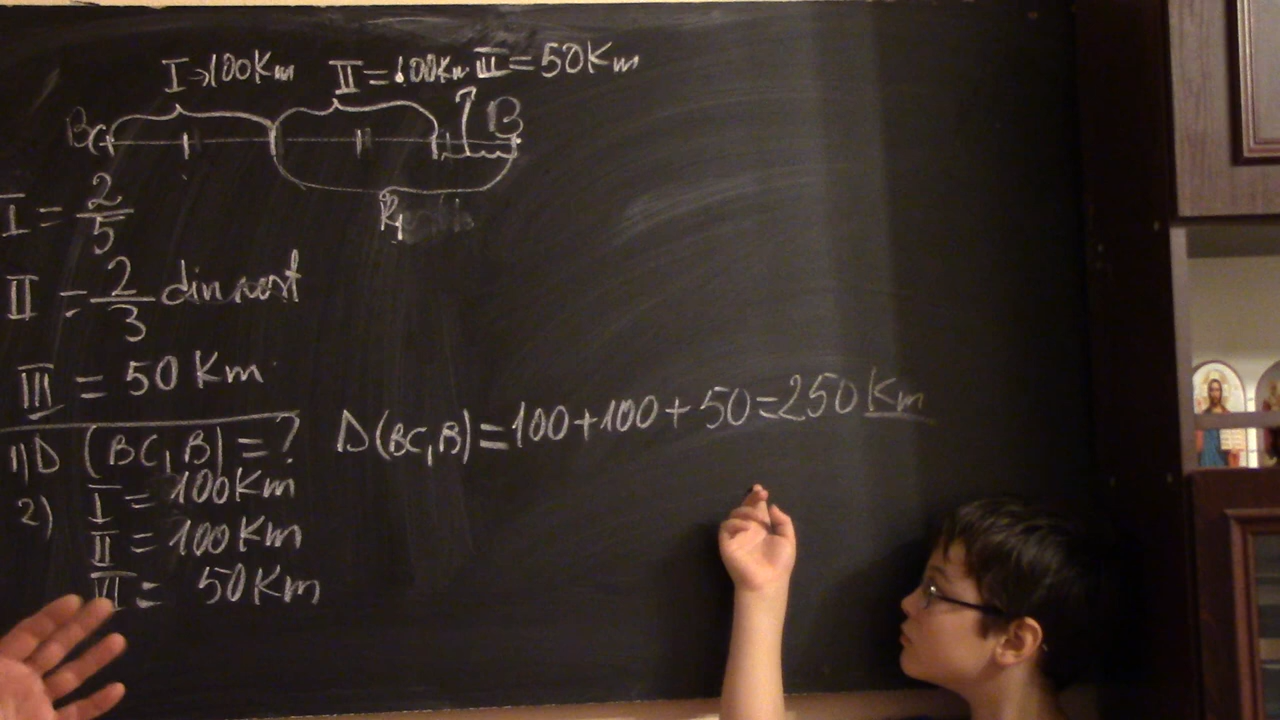 I→100Km II=100Km III=50Km
BC B
R₁
I = 2/5
II = 2/3 din rest
III = 50 Km
1) D (BC,B) = ?
D(BC,B)=100+100+50=250 Km
2) I = 100Km
II = 100Km
III = 50Km